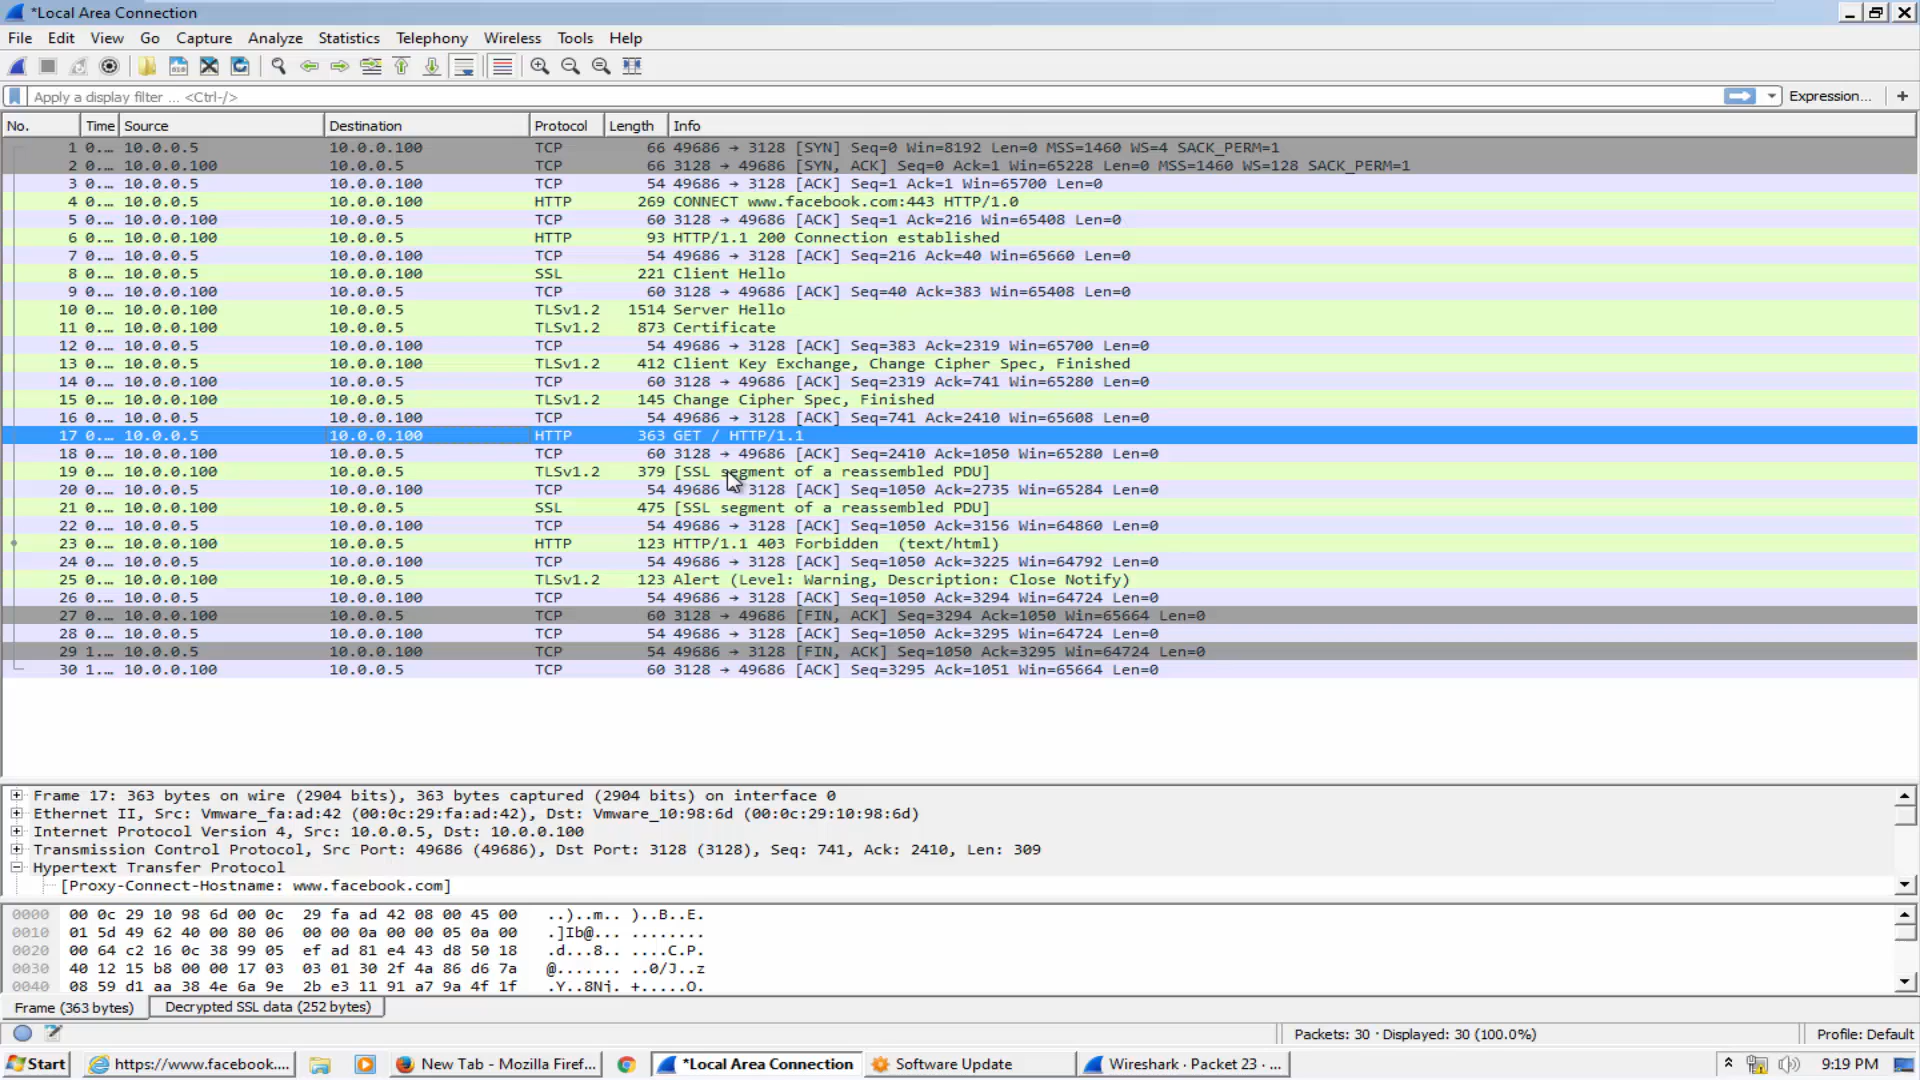 *Local Area Connection
File Edit View Go Capture Analyze Statistics Telephony Wireless Tools Help
Apply a display filter ... <Ctrl-/> Expression... +
No. Time Source Destination Protocol Length Info
1 0.… 10.0.0.5 10.0.0.100 TCP 66 49686 → 3128 [SYN] Seq=0 Win=8192 Len=0 MSS=1460 WS=4 SACK_PERM=1
2 0.… 10.0.0.100 10.0.0.5 TCP 66 3128 → 49686 [SYN, ACK] Seq=0 Ack=1 Win=65228 Len=0 MSS=1460 WS=128 SACK_PERM=1
3 0.… 10.0.0.5 10.0.0.100 TCP 54 49686 → 3128 [ACK] Seq=1 Ack=1 Win=65700 Len=0
4 0.… 10.0.0.5 10.0.0.100 HTTP 269 CONNECT www.facebook.com:443 HTTP/1.0
5 0.… 10.0.0.100 10.0.0.5 TCP 60 3128 → 49686 [ACK] Seq=1 Ack=216 Win=65408 Len=0
6 0.… 10.0.0.100 10.0.0.5 HTTP 93 HTTP/1.1 200 Connection established
7 0.… 10.0.0.5 10.0.0.100 TCP 54 49686 → 3128 [ACK] Seq=216 Ack=40 Win=65660 Len=0
8 0.… 10.0.0.5 10.0.0.100 SSL 221 Client Hello
9 0.… 10.0.0.100 10.0.0.5 TCP 60 3128 → 49686 [ACK] Seq=40 Ack=383 Win=65408 Len=0
10 0.… 10.0.0.100 10.0.0.5 TLSv1.2 1514 Server Hello
11 0.… 10.0.0.100 10.0.0.5 TLSv1.2 873 Certificate
12 0.… 10.0.0.5 10.0.0.100 TCP 54 49686 → 3128 [ACK] Seq=383 Ack=2319 Win=65700 Len=0
13 0.… 10.0.0.5 10.0.0.100 TLSv1.2 412 Client Key Exchange, Change Cipher Spec, Finished
14 0.… 10.0.0.100 10.0.0.5 TCP 60 3128 → 49686 [ACK] Seq=2319 Ack=741 Win=65280 Len=0
15 0.… 10.0.0.100 10.0.0.5 TLSv1.2 145 Change Cipher Spec, Finished
16 0.… 10.0.0.5 10.0.0.100 TCP 54 49686 → 3128 [ACK] Seq=741 Ack=2410 Win=65608 Len=0
17 0.… 10.0.0.5 10.0.0.100 HTTP 363 GET / HTTP/1.1
18 0.… 10.0.0.100 10.0.0.5 TCP 60 3128 → 49686 [ACK] Seq=2410 Ack=1050 Win=65280 Len=0
19 0.… 10.0.0.100 10.0.0.5 TLSv1.2 379 [SSL segment of a reassembled PDU]
20 0.… 10.0.0.5 10.0.0.100 TCP 54 49686 → 3128 [ACK] Seq=1050 Ack=2735 Win=65284 Len=0
21 0.… 10.0.0.100 10.0.0.5 SSL 475 [SSL segment of a reassembled PDU]
22 0.… 10.0.0.5 10.0.0.100 TCP 54 49686 → 3128 [ACK] Seq=1050 Ack=3156 Win=64860 Len=0
23 0.… 10.0.0.100 10.0.0.5 HTTP 123 HTTP/1.1 403 Forbidden (text/html)
24 0.… 10.0.0.5 10.0.0.100 TCP 54 49686 → 3128 [ACK] Seq=1050 Ack=3225 Win=64792 Len=0
25 0.… 10.0.0.100 10.0.0.5 TLSv1.2 123 Alert (Level: Warning, Description: Close Notify)
26 0.… 10.0.0.5 10.0.0.100 TCP 54 49686 → 3128 [ACK] Seq=1050 Ack=3294 Win=64724 Len=0
27 0.… 10.0.0.100 10.0.0.5 TCP 60 3128 → 49686 [FIN, ACK] Seq=3294 Ack=1050 Win=65664 Len=0
28 0.… 10.0.0.5 10.0.0.100 TCP 54 49686 → 3128 [ACK] Seq=1050 Ack=3295 Win=64724 Len=0
29 1.… 10.0.0.5 10.0.0.100 TCP 54 49686 → 3128 [FIN, ACK] Seq=1050 Ack=3295 Win=64724 Len=0
30 1.… 10.0.0.100 10.0.0.5 TCP 60 3128 → 49686 [ACK] Seq=3295 Ack=1051 Win=65664 Len=0
Frame 17: 363 bytes on wire (2904 bits), 363 bytes captured (2904 bits) on interface 0
Ethernet II, Src: Vmware_fa:ad:42 (00:0c:29:fa:ad:42), Dst: Vmware_10:98:6d (00:0c:29:10:98:6d)
Internet Protocol Version 4, Src: 10.0.0.5, Dst: 10.0.0.100
Transmission Control Protocol, Src Port: 49686 (49686), Dst Port: 3128 (3128), Seq: 741, Ack: 2410, Len: 309
Hypertext Transfer Protocol
[Proxy-Connect-Hostname: www.facebook.com]
0000 00 0c 29 10 98 6d 00 0c 29 fa ad 42 08 00 45 00 ..)..m.. )..B..E.
0010 01 5d 49 62 40 00 80 06 00 00 0a 00 00 05 0a 00 .]Ib@... ........
0020 00 64 c2 16 0c 38 99 05 ef ad 81 e4 43 d8 50 18 .d...8.. ....C.P.
0030 40 12 15 b8 00 00 17 03 03 01 30 2f 4a 86 d6 7a @....... ..0/J..z
0040 08 59 d1 aa 38 4e 6a 9e 2b e3 11 91 a7 9a 4f 1f .Y..8Nj. +.....O.
Frame (363 bytes) Decrypted SSL data (252 bytes)
Packets: 30 · Displayed: 30 (100.0%) Profile: Default
Start https://www.facebook.... New Tab - Mozilla Firef... *Local Area Connection Software Update Wireshark · Packet 23 · ... 9:19 PM